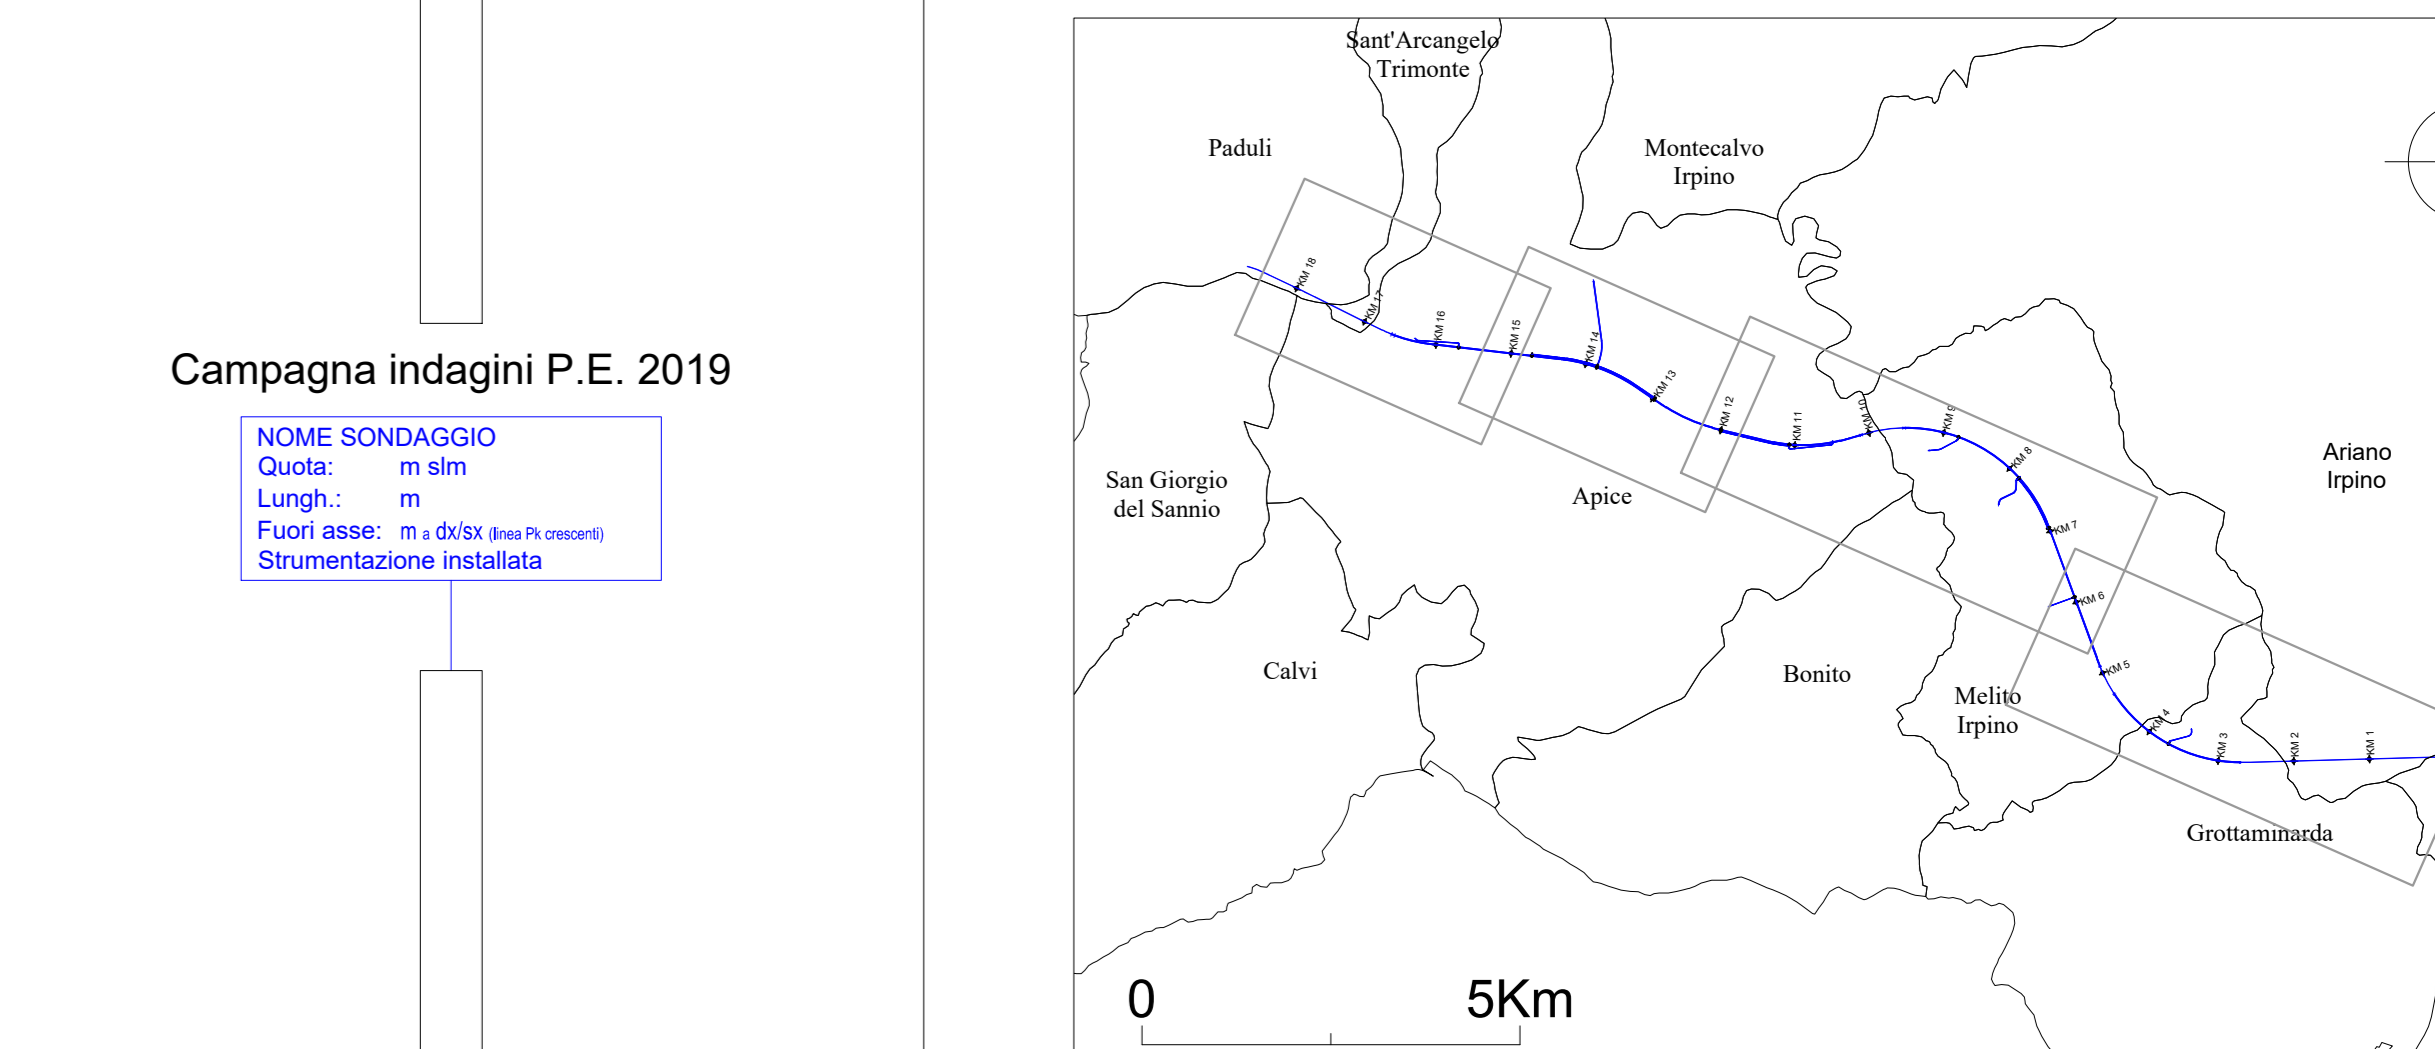 Campagna indagini P.E. 2019
NOME SONDAGGIO
Quota: m slm
Lungh.: m
Fuori asse: m a dx/sx (linea Pk crescenti)
Strumentazione installata
Sant'Arcangelo
Trimonte
Paduli
Montecalvo
Irpino
KM 18
KM 17
KM 16
KM 15
KM 14
KM 13
KM 12
KM 11
KM 10
KM 9
KM 8
KM 7
KM 6
KM 5
KM 4
KM 3
KM 2
KM 1
Ariano
Irpino
San Giorgio
del Sannio
Apice
Calvi
Bonito
Melito
Irpino
Grottaminarda
0 5Km